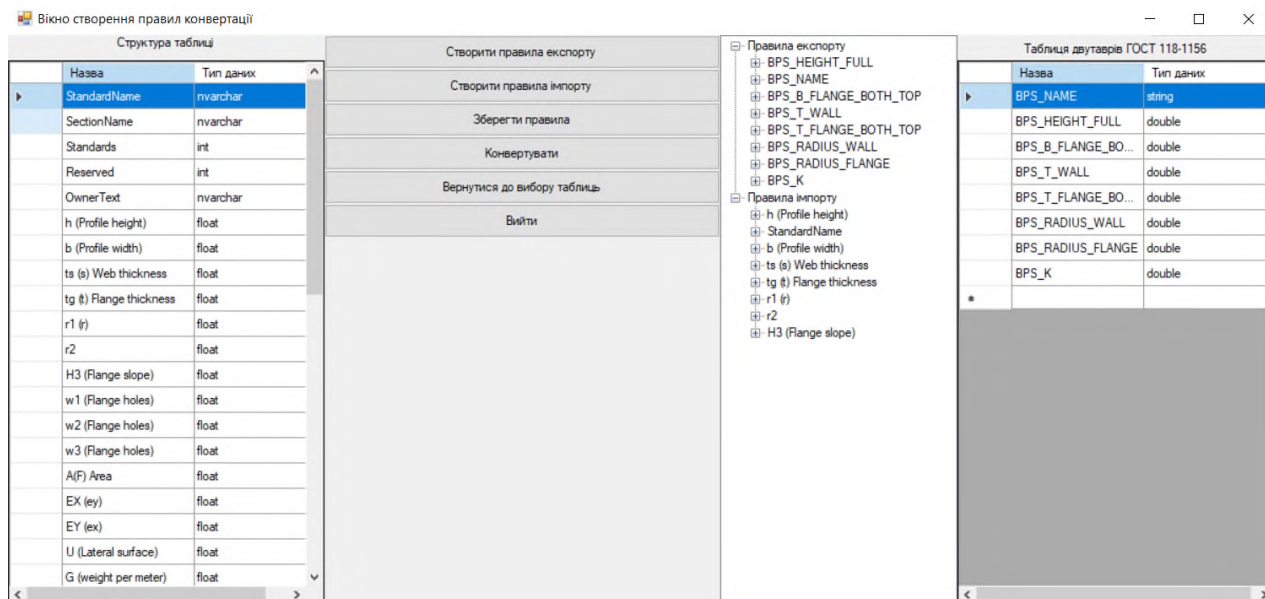 Вікно створення правил конвертації
Структура таблиці
Назва Тип даних
StandardName nvarchar
SectionName nvarchar
Standards int
Reserved int
OwnerText nvarchar
h (Profile height) float
b (Profile width) float
ts (s) Web thickness float
tg (t) Flange thickness float
r1 (r) float
r2 float
H3 (Flange slope) float
w1 (Flange holes) float
w2 (Flange holes) float
w3 (Flange holes) float
A(F) Area float
EX (ey) float
EY (ex) float
U (Lateral surface) float
G (weight per meter) float
Створити правила експорту
Створити правила імпорту
Зберегти правила
Конвертувати
Вернутися до вибору таблиць
Вийти
Правила експорту
BPS_HEIGHT_FULL
BPS_NAME
BPS_B_FLANGE_BOTH_TOP
BPS_T_WALL
BPS_T_FLANGE_BOTH_TOP
BPS_RADIUS_WALL
BPS_RADIUS_FLANGE
BPS_K
Правила імпорту
h (Profile height)
StandardName
b (Profile width)
ts (s) Web thickness
tg (t) Flange thickness
r1 (r)
r2
H3 (Flange slope)
Таблиця двутаврів ГОСТ 118-1156
Назва Тип даних
BPS_NAME string
BPS_HEIGHT_FULL double
BPS_B_FLANGE_BO... double
BPS_T_WALL double
BPS_T_FLANGE_BO... double
BPS_RADIUS_WALL double
BPS_RADIUS_FLANGE double
BPS_K double